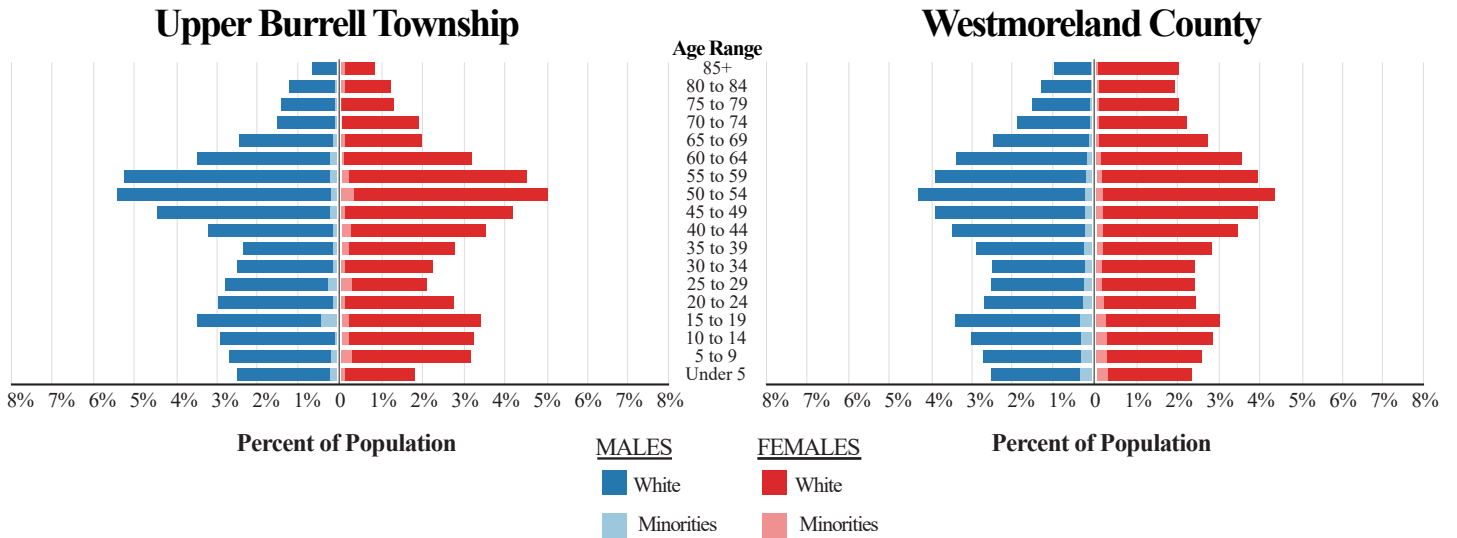 Upper Burrell Township
Westmoreland County
Age Range
85+
80 to 84
75 to 79
70 to 74
65 to 69
60 to 64
55 to 59
50 to 54
45 to 49
40 to 44
35 to 39
30 to 34
25 to 29
20 to 24
15 to 19
10 to 14
5 to 9
Under 5
8% 7% 6% 5% 4% 3% 2% 1% 0 1% 2% 3% 4% 5% 6% 7% 8%
8% 7% 6% 5% 4% 3% 2% 1% 0 1% 2% 3% 4% 5% 6% 7% 8%
Percent of Population
Percent of Population
MALES
White
Minorities
FEMALES
White
Minorities